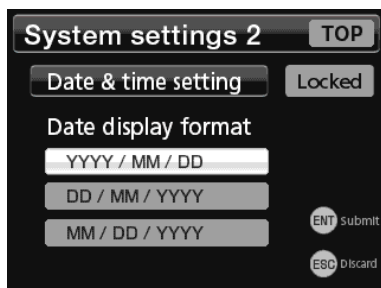 System settings 2 TOP
Date & time setting Locked
Date display format
YYYY / MM / DD
DD / MM / YYYY
MM / DD / YYYY
ENT Submit
ESC Discard